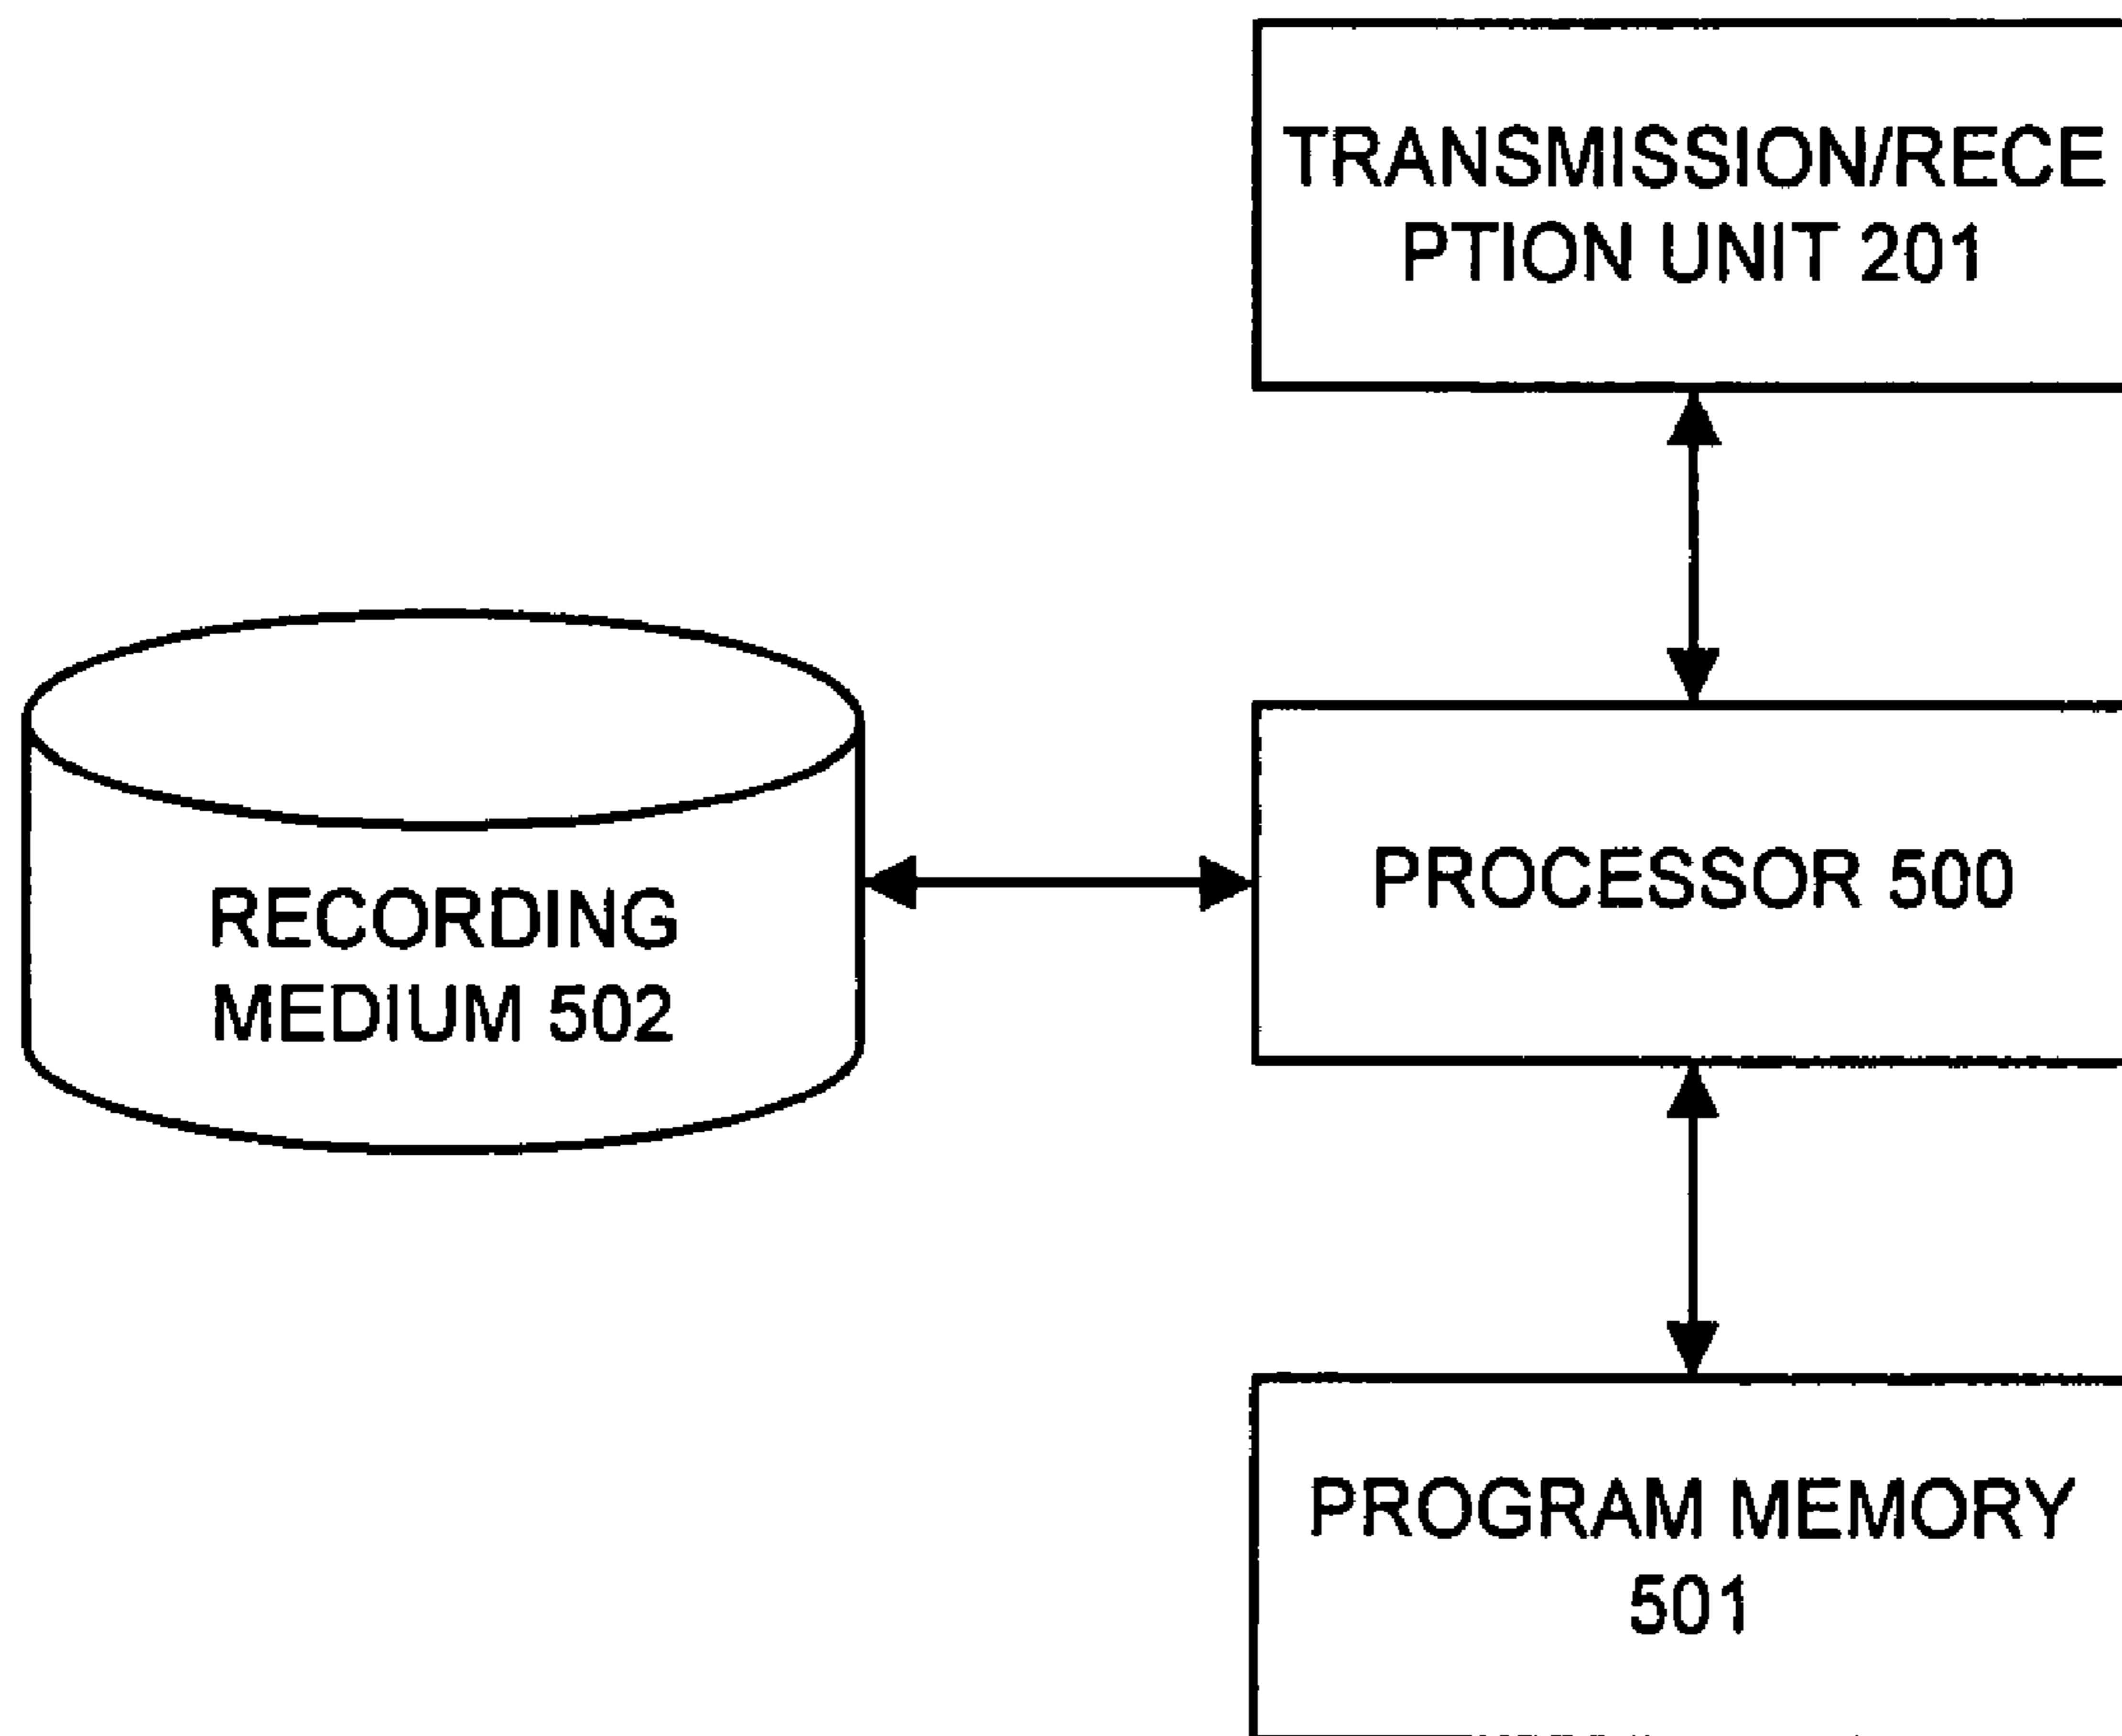 TRANSMISSION/RECE
PTION UNIT 201
PROCESSOR 500
RECORDING
MEDIUM 502
PROGRAM MEMORY
501